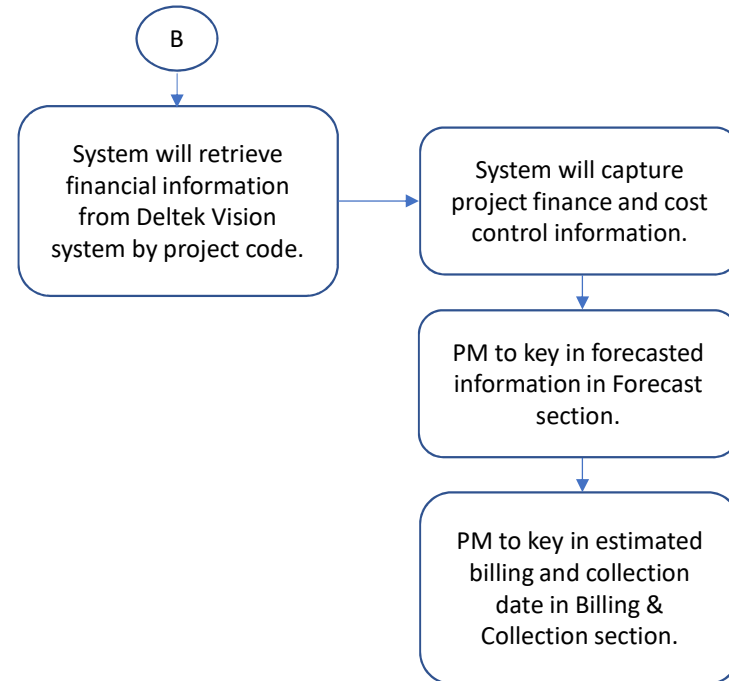 B
System will retrieve
financial information
from Deltek Vision
system by project code.
System will capture
project finance and cost
control information.
PM to key in forecasted
information in Forecast
section.
PM to key in estimated
billing and collection
date in Billing &
Collection section.